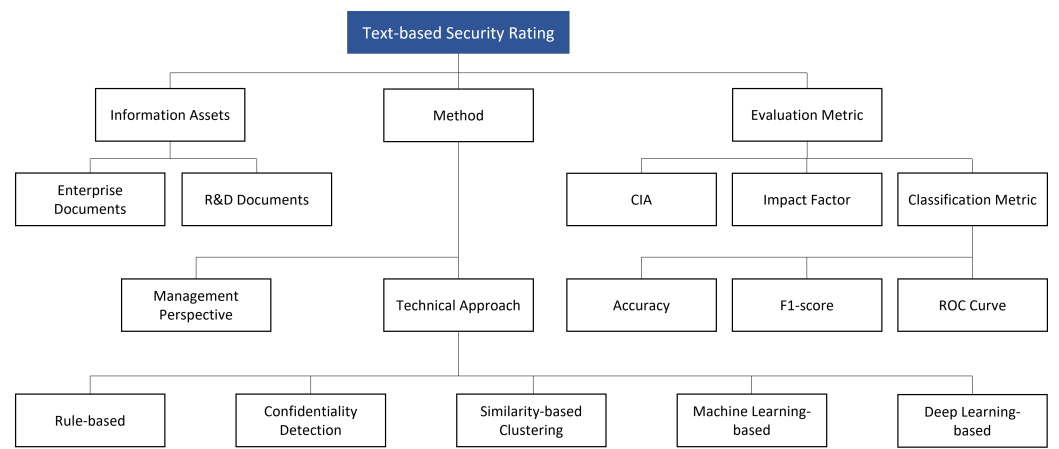 Text-based Security Rating
Information Assets
Method
Evaluation Metric
Enterprise
Documents
R&D Documents
CIA
Impact Factor
Classification Metric
Management
Perspective
Technical Approach
Accuracy
F1-score
ROC Curve
Rule-based
Confidentiality
Detection
Similarity-based
Clustering
Machine Learning-
based
Deep Learning-
based